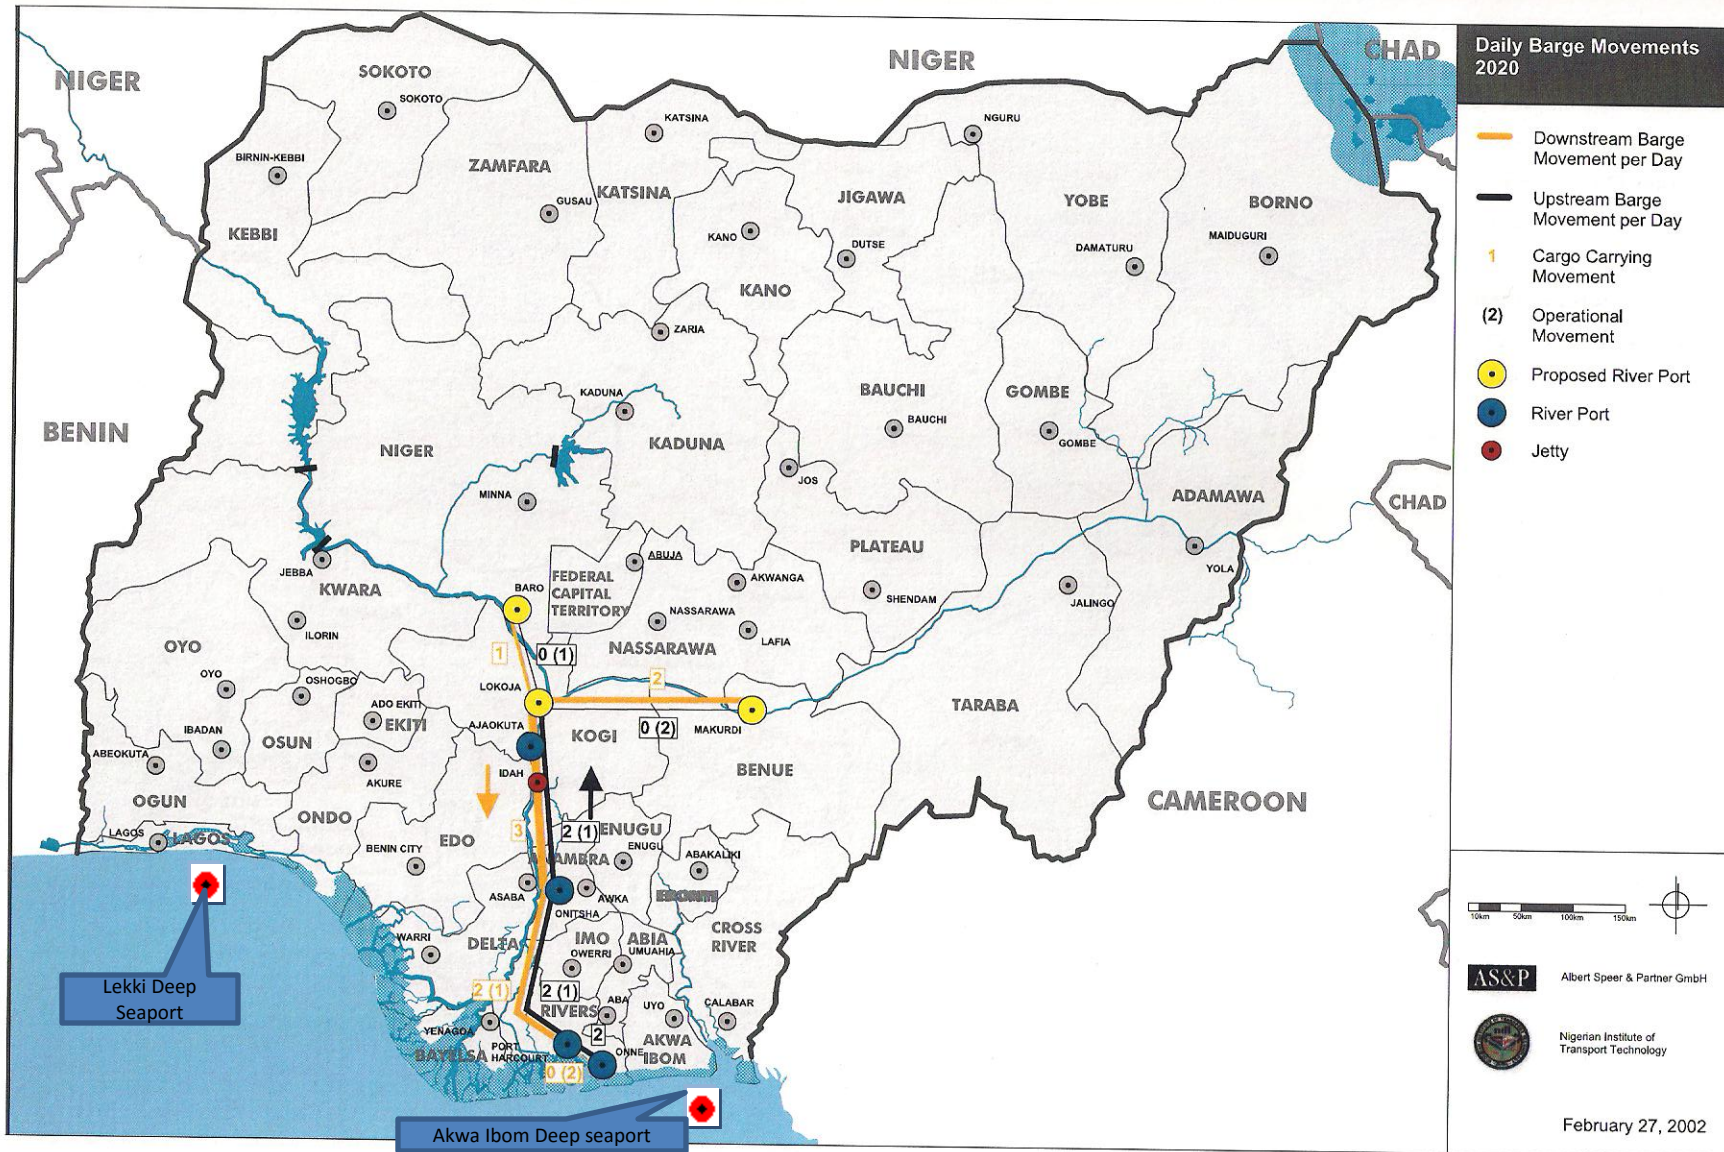 NIGER
NIGER
CHAD
SOKOTO
SOKOTO
KATSINA
NGURU
BIRNIN-KEBBI
ZAMFARA
KATSINA
GUSAU
KEBBI
KANO
JIGAWA
DUTSE
YOBE
DAMATURU
BORNO
MAIDUGURI
KANO
ZARIA
KADUNA
BAUCHI
BAUCHI
GOMBE
GOMBE
BENIN
NIGER
KADUNA
JOS
MINNA
ADAMAWA
CHAD
PLATEAU
ABUJA
JEBBA
KWARA
BARO
FEDERAL
CAPITAL
TERRITORY
AKWANGA
NASSARAWA
SHENDAM
JALINGO
YOLA
ILORIN
LAFIA
NASSARAWA
OYO
1
0 (1)
OYO
OSHOGBO
LOKOJA
2
TARABA
ADO EKITI
EKITI
AJAOKUTA
KOGI
0 (2)
MAKURDI
IBADAN
OSUN
ABEOKUTA
AKURE
IDAH
BENUE
OGUN
ONDO
CAMEROON
LAGOS
LAGOS
EDO
3
2 (1)
ENUGU
ENUGU
BENIN CITY
ANAMBRA
ABAKALIKI
ASABA
AWKA
EBONYI
ONITSHA
CROSS
RIVER
WARRI
DELTA
IMO
ABIA
OWERRI
UMUAHIA
2 (1)
2 (1)
RIVERS
ABA
UYO
CALABAR
YENAGOA
2
BAYELSA
PORT
HARCOURT
ONNE
AKWA
IBOM
0 (2)
Lekki Deep
Seaport
Akwa Ibom Deep seaport
Daily Barge Movements
2020
Downstream Barge
Movement per Day
Upstream Barge
Movement per Day
1 Cargo Carrying
Movement
(2) Operational
Movement
Proposed River Port
River Port
Jetty
10km 50km 100km 150km
AS&P Albert Speer & Partner GmbH
Nigerian Institute of
Transport Technology
February 27, 2002